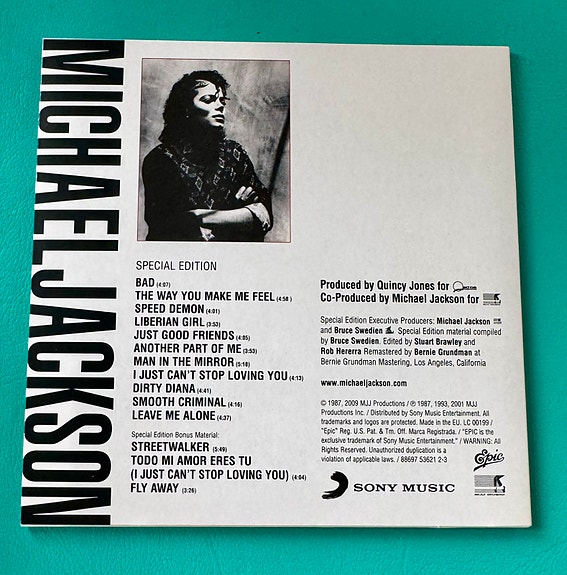 MICHAEL JACKSON
SPECIAL EDITION
BAD (4:07)
THE WAY YOU MAKE ME FEEL (4:58)
SPEED DEMON (4:01)
LIBERIAN GIRL (3:53)
JUST GOOD FRIENDS (4:05)
ANOTHER PART OF ME (3:53)
MAN IN THE MIRROR (5:18)
I JUST CAN'T STOP LOVING YOU (4:13)
DIRTY DIANA (4:41)
SMOOTH CRIMINAL (4:16)
LEAVE ME ALONE (4:37)
Special Edition Bonus Material:
STREETWALKER (5:49)
TODO MI AMOR ERES TU
(I JUST CAN'T STOP LOVING YOU) (4:04)
FLY AWAY (3:26)
Produced by Quincy Jones for
Co-Produced by Michael Jackson for
Special Edition Executive Producers: Michael Jackson
and Bruce Swedien Special Edition material compiled
by Bruce Swedien. Edited by Stuart Brawley and
Rob Hererra Remastered by Bernie Grundman at
Bernie Grundman Mastering, Los Angeles, California
www.michaeljackson.com
© 1987, 2009 MJJ Productions / ℗ 1987, 1993, 2001 MJJ
Productions Inc. / Distributed by Sony Music Entertainment. All
trademarks and logos are protected. Made in the EU. LC 00199 /
"Epic" Reg. U.S. Pat. & Tm. Off. Marca Registrada. / "EPIC is the
exclusive trademark of Sony Music Entertainment." / WARNING: All
Rights Reserved. Unauthorized duplication is a
violation of applicable laws. / 88697 53621 2-3
Epic
SONY MUSIC